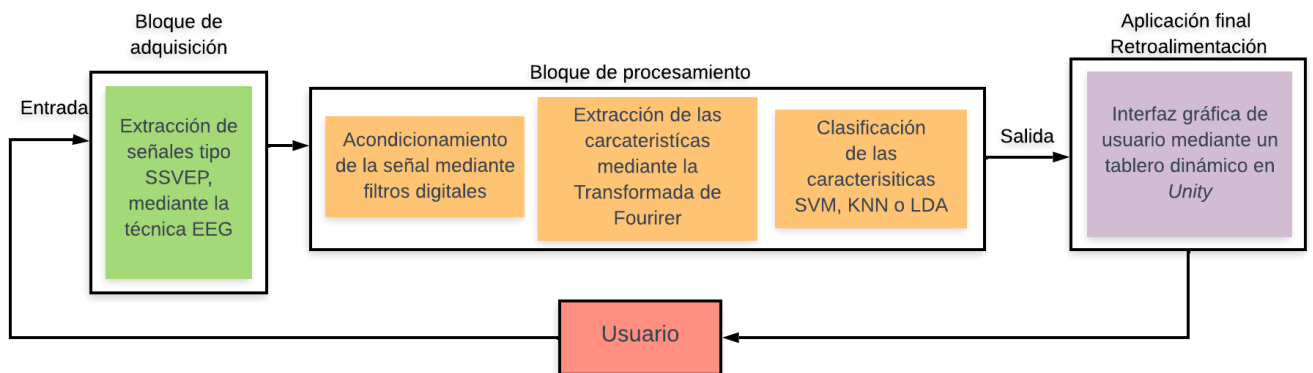 Bloque de
adquisición
Entrada
Extracción de
señales tipo
SSVEP,
mediante la
técnica EEG
Bloque de procesamiento
Acondicionamiento
de la señal mediante
filtros digitales
Extracción de las
carcateristícas
mediante la
Transformada de
Fourirer
Clasificación
de las
caracterisiticas
SVM, KNN o LDA
Salida
Aplicación final
Retroalimentación
Interfaz gráfica de
usuario mediante un
tablero dinámico en
Unity
Usuario